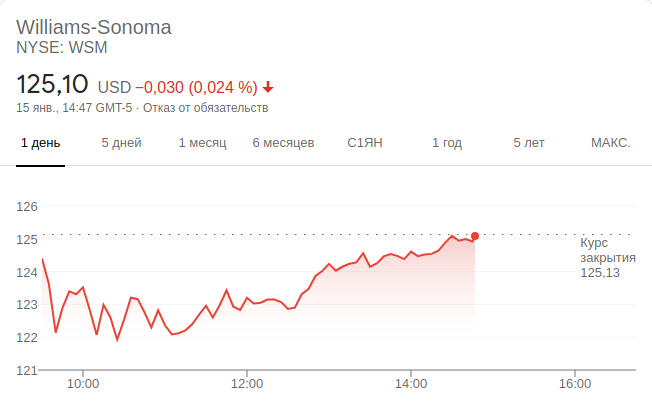 Williams-Sonoma
NYSE: WSM
125,10 USD −0,030 (0,024 %)
15 янв., 14:47 GMT-5 · Отказ от обязательств
1 день 5 дней 1 месяц 6 месяцев С1ЯН 1 год 5 лет МАКС.
126
125
124
123
122
121
Курс
закрытия
125,13
10:00 12:00 14:00 16:00